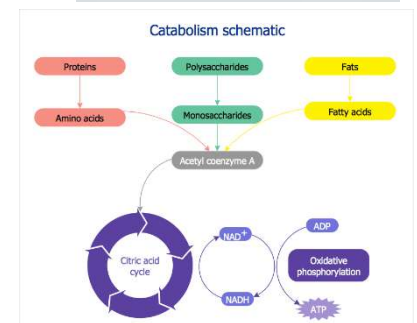 Catabolism schematic
Proteins
Polysaccharides
Fats
Amino acids
Monosaccharides
Fatty acids
Acetyl coenzyme A
Citric acid
cycle
NAD+
NADH
ADP
Oxidative
phosphorylation
ATP